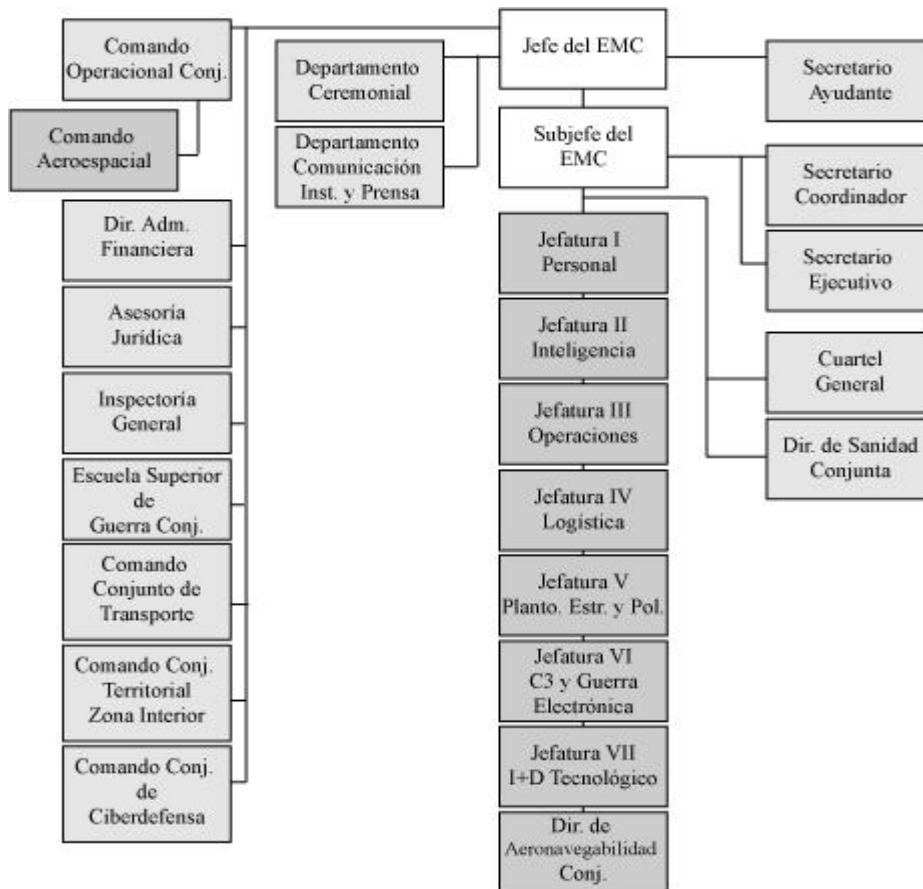 Comando
Operacional Conj.
Comando
Aeroespacial
Dir. Adm.
Financiera
Asesoría
Jurídica
Inspectoría
General
Escuela Superior
de
Guerra Conj.
Comando
Conjunto de
Transporte
Comando Conj.
Territorial
Zona Interior
Comando Conj.
de
Ciberdefensa
Departamento
Ceremonial
Departamento
Comunicación
Inst. y Prensa
Jefe del EMC
Subjefe del
EMC
Jefatura I
Personal
Jefatura II
Inteligencia
Jefatura III
Operaciones
Jefatura IV
Logística
Jefatura V
Planto. Estr. y Pol.
Jefatura VI
C3 y Guerra
Electrónica
Jefatura VII
I+D Tecnológico
Dir. de
Aeronavegabilidad
Conj.
Secretario
Ayudante
Secretario
Coordinador
Secretario
Ejecutivo
Cuartel
General
Dir. de Sanidad
Conjunta